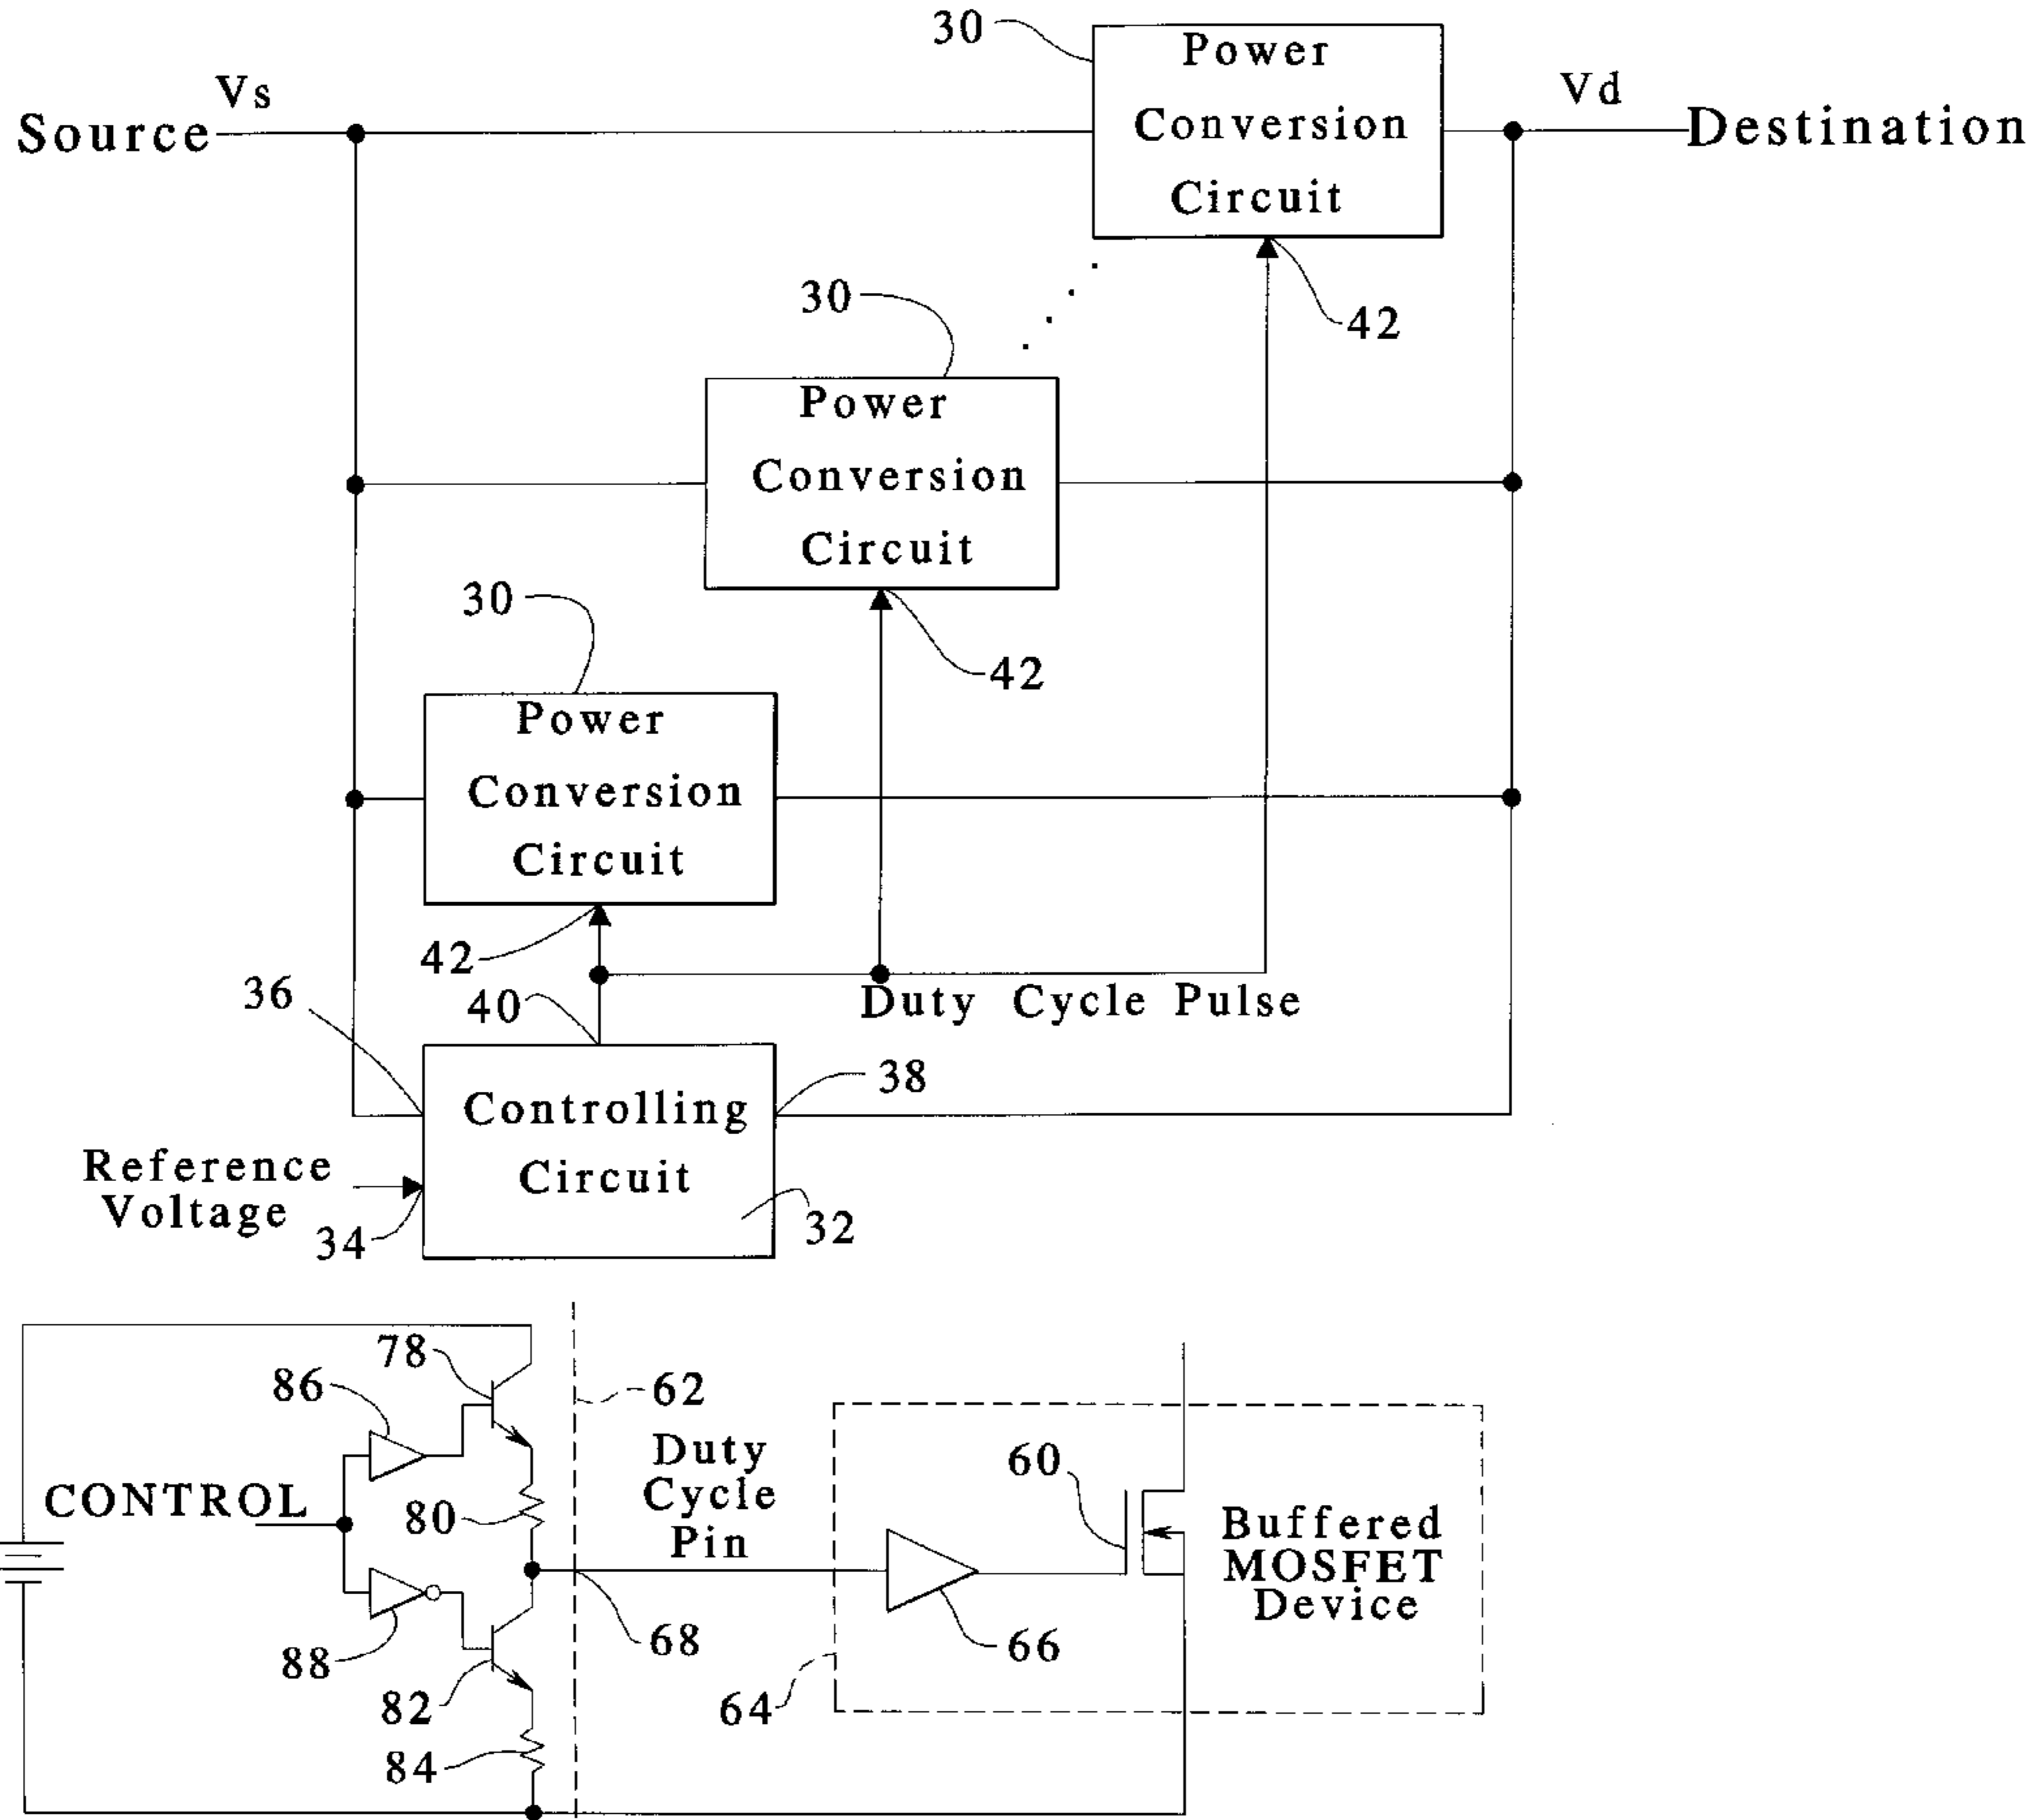 30
Power
Conversion
Circuit
Vs
Source
Vd
Destination
42
30
Power
Conversion
Circuit
42
30
Power
Conversion
Circuit
42
36
40
Duty Cycle Pulse
38
Controlling
Circuit
Reference
Voltage
34
32
78
86
62
Duty
Cycle
Pin
60
CONTROL
80
Buffered
MOSFET
Device
68
66
88
82
64
84